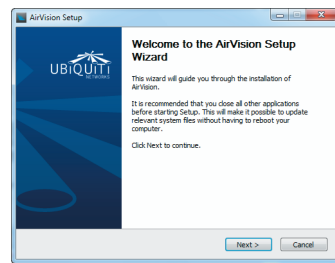 AirVision Setup
UBIQUITI
NETWORKS
Welcome to the AirVision Setup
Wizard
This wizard will guide you through the installation of
AirVision.
It is recommended that you close all other applications
before starting Setup. This will make it possible to update
relevant system files without having to reboot your
computer.
Click Next to continue.
Next >
Cancel